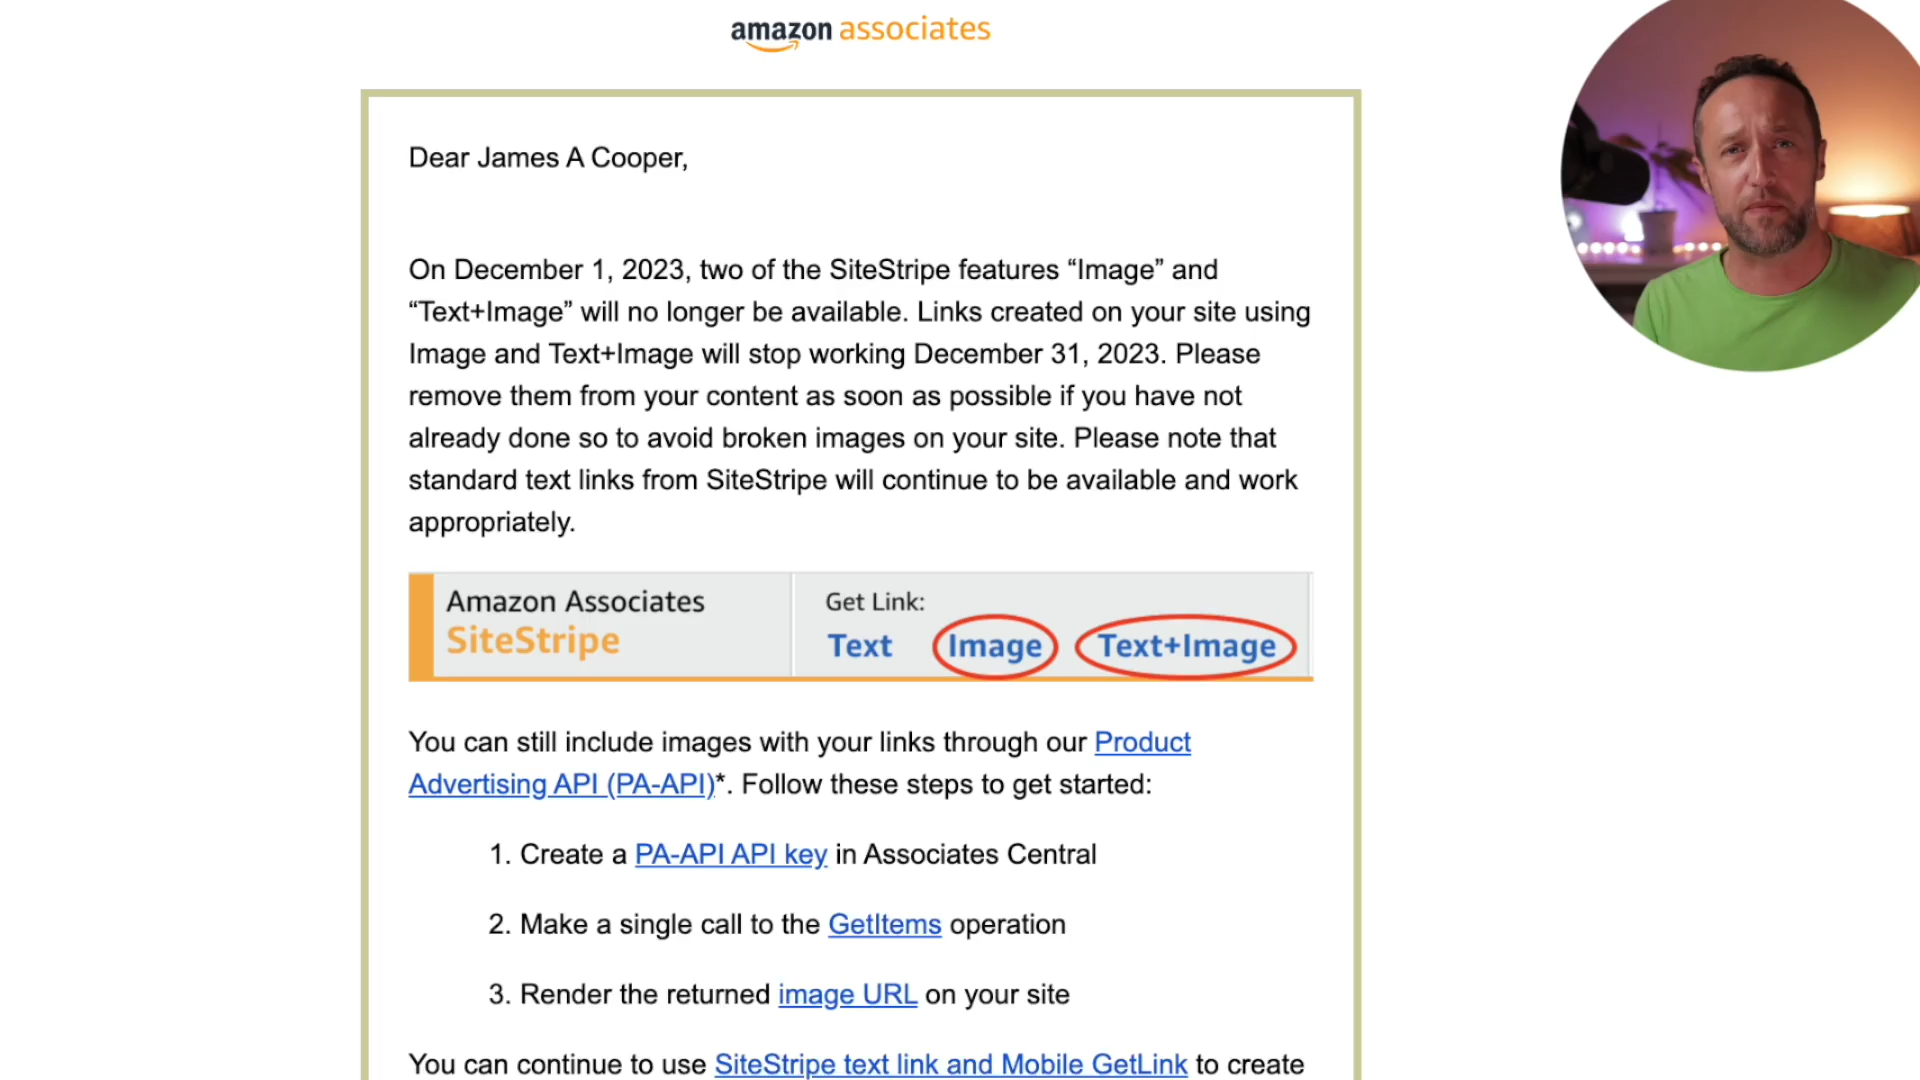 amazon associates
Dear James A Cooper,
On December 1, 2023, two of the SiteStripe features “Image” and
“Text+Image” will no longer be available. Links created on your site using
Image and Text+Image will stop working December 31, 2023. Please
remove them from your content as soon as possible if you have not
already done so to avoid broken images on your site. Please note that
standard text links from SiteStripe will continue to be available and work
appropriately.
Amazon Associates
SiteStripe
Get Link:
Text Image Text+Image
You can still include images with your links through our Product
Advertising API (PA-API)*. Follow these steps to get started:
1. Create a PA-API API key in Associates Central
2. Make a single call to the GetItems operation
3. Render the returned image URL on your site
You can continue to use SiteStripe text link and Mobile GetLink to create